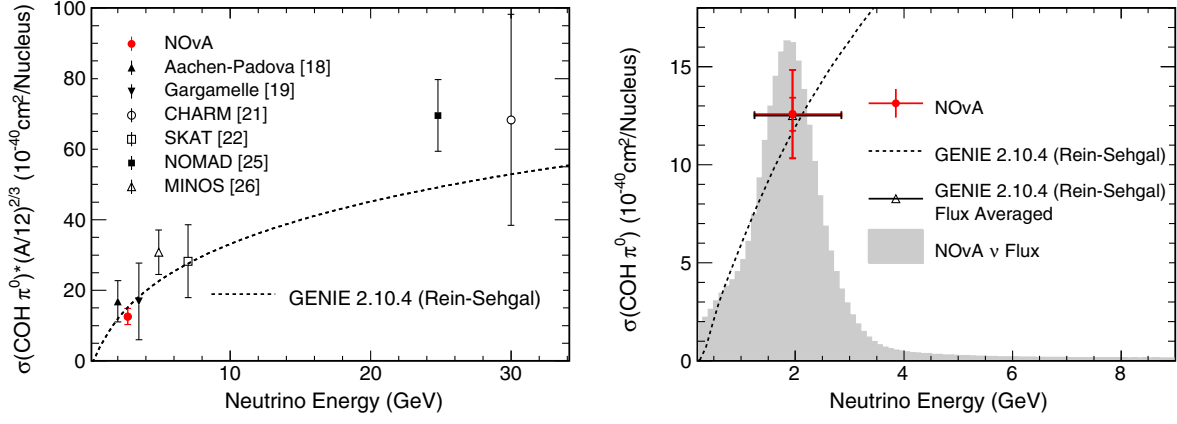 σ(COH π⁰)*(A/12)²ᐟ³ (10⁻⁴⁰cm²/Nucleus)
100
80
60
40
20
0
NOvA
Aachen-Padova [18]
Gargamelle [19]
CHARM [21]
SKAT [22]
NOMAD [25]
MINOS [26]
GENIE 2.10.4 (Rein-Sehgal)
10 20 30
Neutrino Energy (GeV)
σ(COH π⁰) (10⁻⁴⁰cm²/Nucleus)
15
10
5
0
NOvA
GENIE 2.10.4 (Rein-Sehgal)
GENIE 2.10.4 (Rein-Sehgal)
Flux Averaged
NOvA ν Flux
2 4 6 8
Neutrino Energy (GeV)